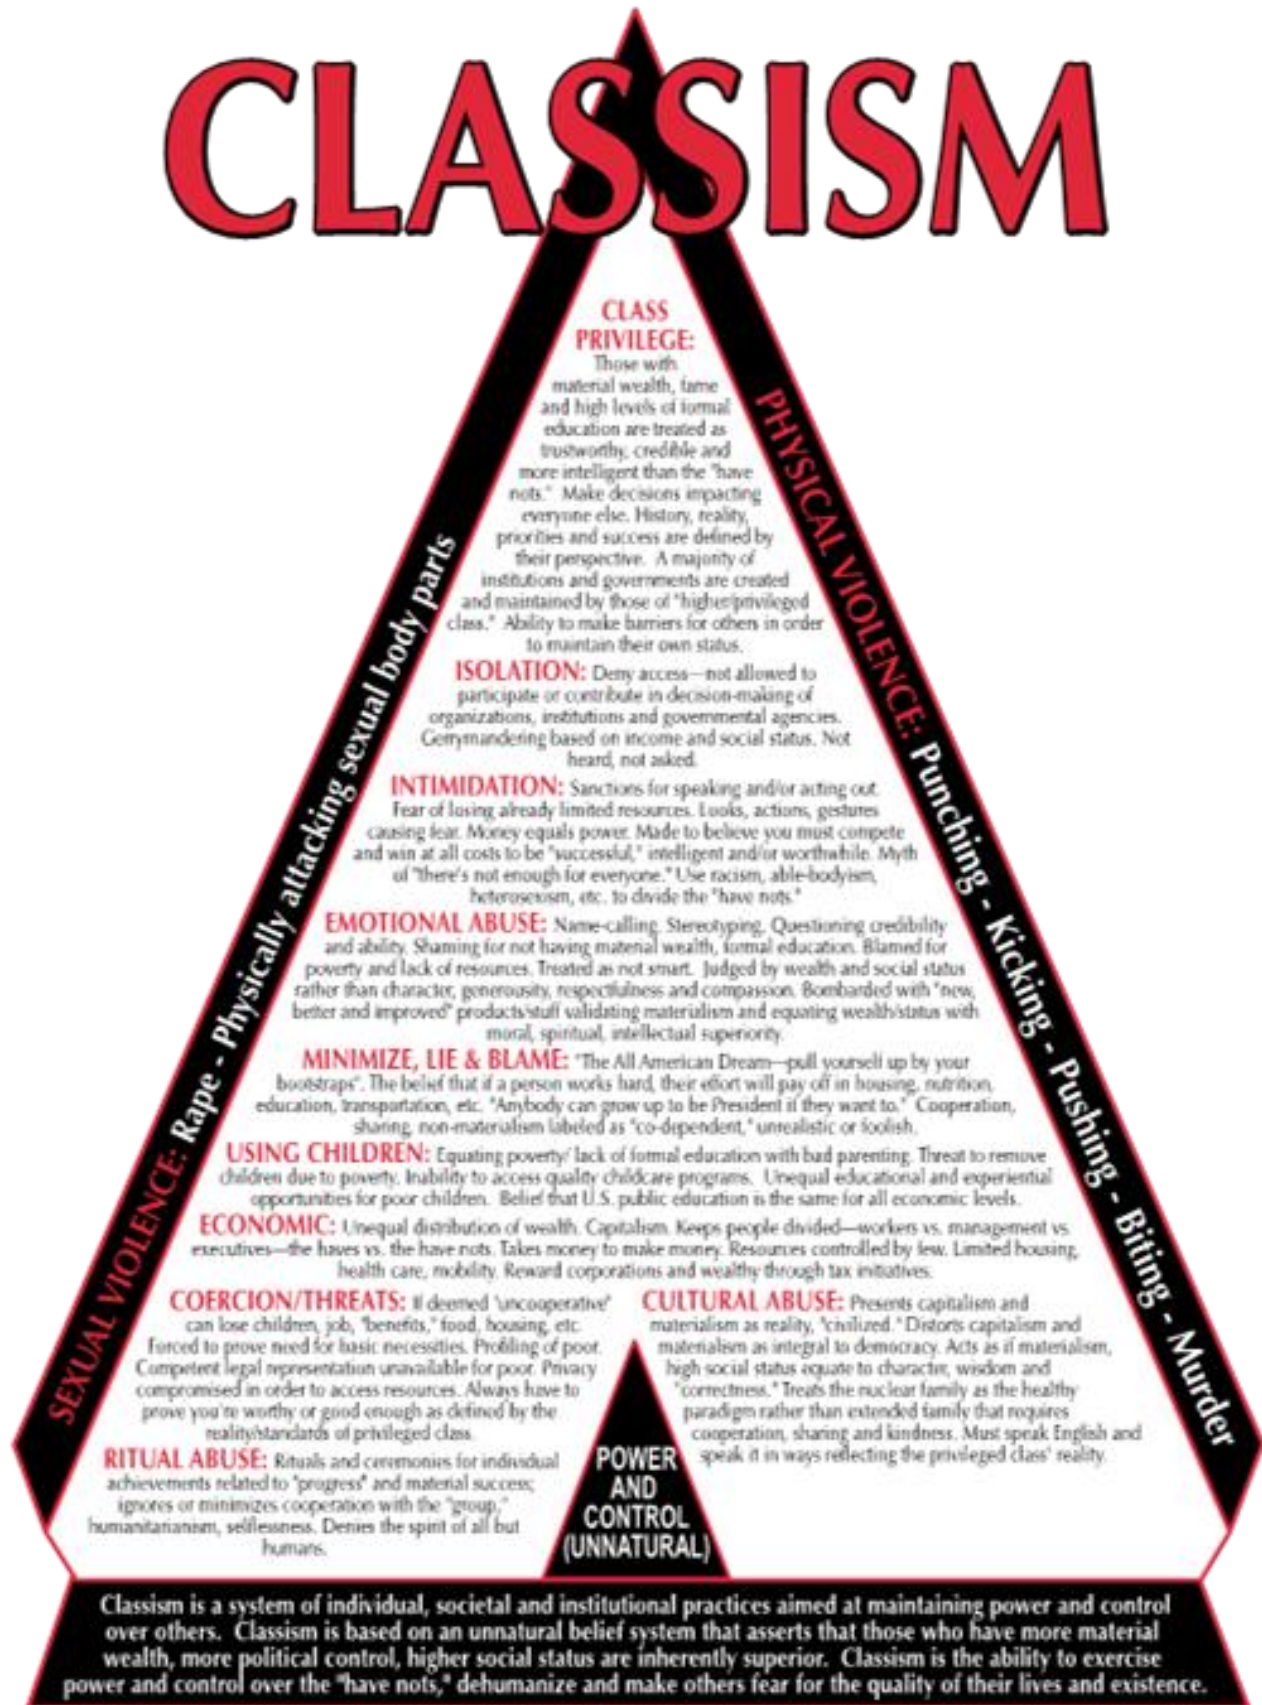 CLASSISM
CLASS
PRIVILEGE:
Those with
material wealth, fame
and high levels of formal
education are treated as
trustworthy, credible and
more intelligent than the "have
nots." Make decisions impacting
everyone else. History, reality,
priorities and success are defined by
their perspective. A majority of
institutions and governments are created
and maintained by those of "higher/privileged
class." Ability to make barriers for others in order
to maintain their own status.
ISOLATION: Deny access—not allowed to
participate or contribute in decision-making of
organizations, institutions and governmental agencies.
Gerrymandering based on income and social status. Not
heard, not asked.
INTIMIDATION: Sanctions for speaking and/or acting out.
Fear of losing already limited resources. Looks, actions, gestures
causing fear. Money equals power. Made to believe you must compete
and win at all costs to be "successful," intelligent and/or worthwhile. Myth
of "there's not enough for everyone." Use racism, able-bodyism,
heterosexism, etc. to divide the "have nots."
EMOTIONAL ABUSE: Name-calling. Stereotyping. Questioning credibility
and ability. Shaming for not having material wealth, formal education. Blamed for
poverty and lack of resources. Treated as not smart. Judged by wealth and social status
rather than character, generousity, respectfulness and compassion. Bombarded with "new,
better and improved" products/stuff validating materialism and equating wealth/status with
moral, spiritual, intellectual superiority.
MINIMIZE, LIE & BLAME: "The All American Dream—pull yourself up by your
bootstraps". The belief that if a person works hard, their effort will pay off in housing, nutrition,
education, transportation, etc. "Anybody can grow up to be President if they want to." Cooperation,
sharing, non-materialism labeled as "co-dependent," unrealistic or foolish.
USING CHILDREN: Equating poverty/ lack of formal education with bad parenting. Threat to remove
children due to poverty. Inability to access quality childcare programs. Unequal educational and experiential
opportunities for poor children. Belief that U.S. public education is the same for all economic levels.
ECONOMIC: Unequal distribution of wealth. Capitalism. Keeps people divided—workers vs. management vs.
executives—the haves vs. the have nots. Takes money to make money. Resources controlled by few. Limited housing,
health care, mobility. Reward corporations and wealthy through tax initiatives.
COERCION/THREATS: If deemed "uncooperative"
can lose children, job, "benefits," food, housing, etc.
Forced to prove need for basic necessities. Profiling of poor.
Competent legal representation unavailable for poor. Privacy
compromised in order to access resources. Always have to
prove you're worthy or good enough as defined by the
reality/standards of privileged class.
RITUAL ABUSE: Rituals and ceremonies for individual
achievements related to "progress" and material success;
ignores or minimizes cooperation with the "group,"
humanitarianism, selflessness. Denies the spirit of all but
humans.
CULTURAL ABUSE: Presents capitalism and
materialism as reality, "civilized." Distorts capitalism and
materialism as integral to democracy. Acts as if materialism,
high social status equate to character, wisdom and
"correctness." Treats the nuclear family as the healthy
paradigm rather than extended family that requires
cooperation, sharing and kindness. Must speak English and
speak it in ways reflecting the privileged class' reality.
POWER
AND
CONTROL
(UNNATURAL)
SEXUAL VIOLENCE: Rape - Physically attacking sexual body parts
PHYSICAL VIOLENCE: Punching - Kicking - Pushing - Biting - Murder
Classism is a system of individual, societal and institutional practices aimed at maintaining power and control
over others. Classism is based on an unnatural belief system that asserts that those who have more material
wealth, more political control, higher social status are inherently superior. Classism is the ability to exercise
power and control over the "have nots," dehumanize and make others fear for the quality of their lives and existence.